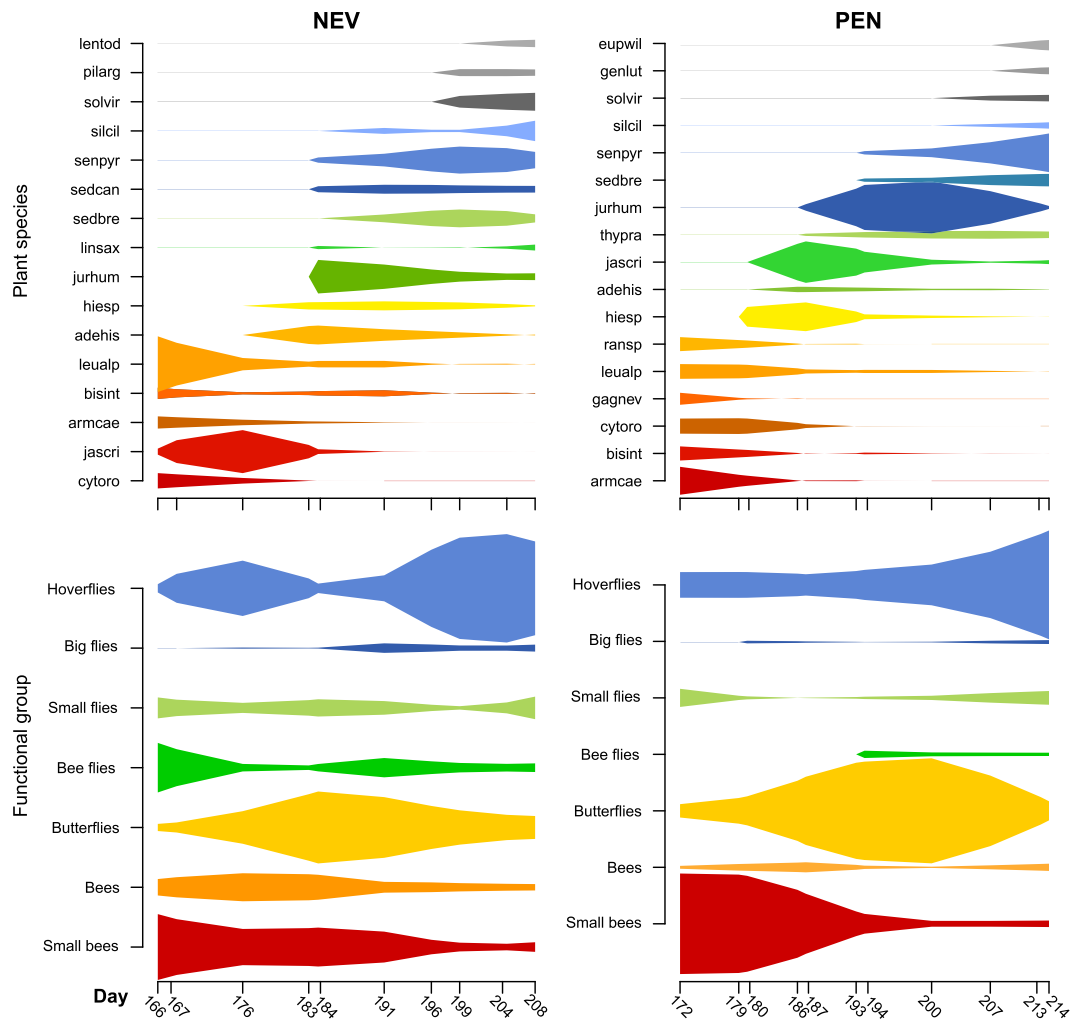 NEV
PEN
Plant species
lentod
pilarg
solvir
silcil
senpyr
sedcan
sedbre
linsax
jurhum
hiesp
adehis
leualp
bisint
armcae
jascri
cytoro
eupwil
genlut
solvir
silcil
senpyr
sedbre
jurhum
thypra
jascri
adehis
hiesp
ransp
leualp
gagnev
cytoro
bisint
armcae
Functional group
Hoverflies
Big flies
Small flies
Bee flies
Butterflies
Bees
Small bees
Hoverflies
Big flies
Small flies
Bee flies
Butterflies
Bees
Small bees
Day
166 167 176 183 184 191 196 199 204 208
172 179 180 186 187 193 194 200 207 213 214